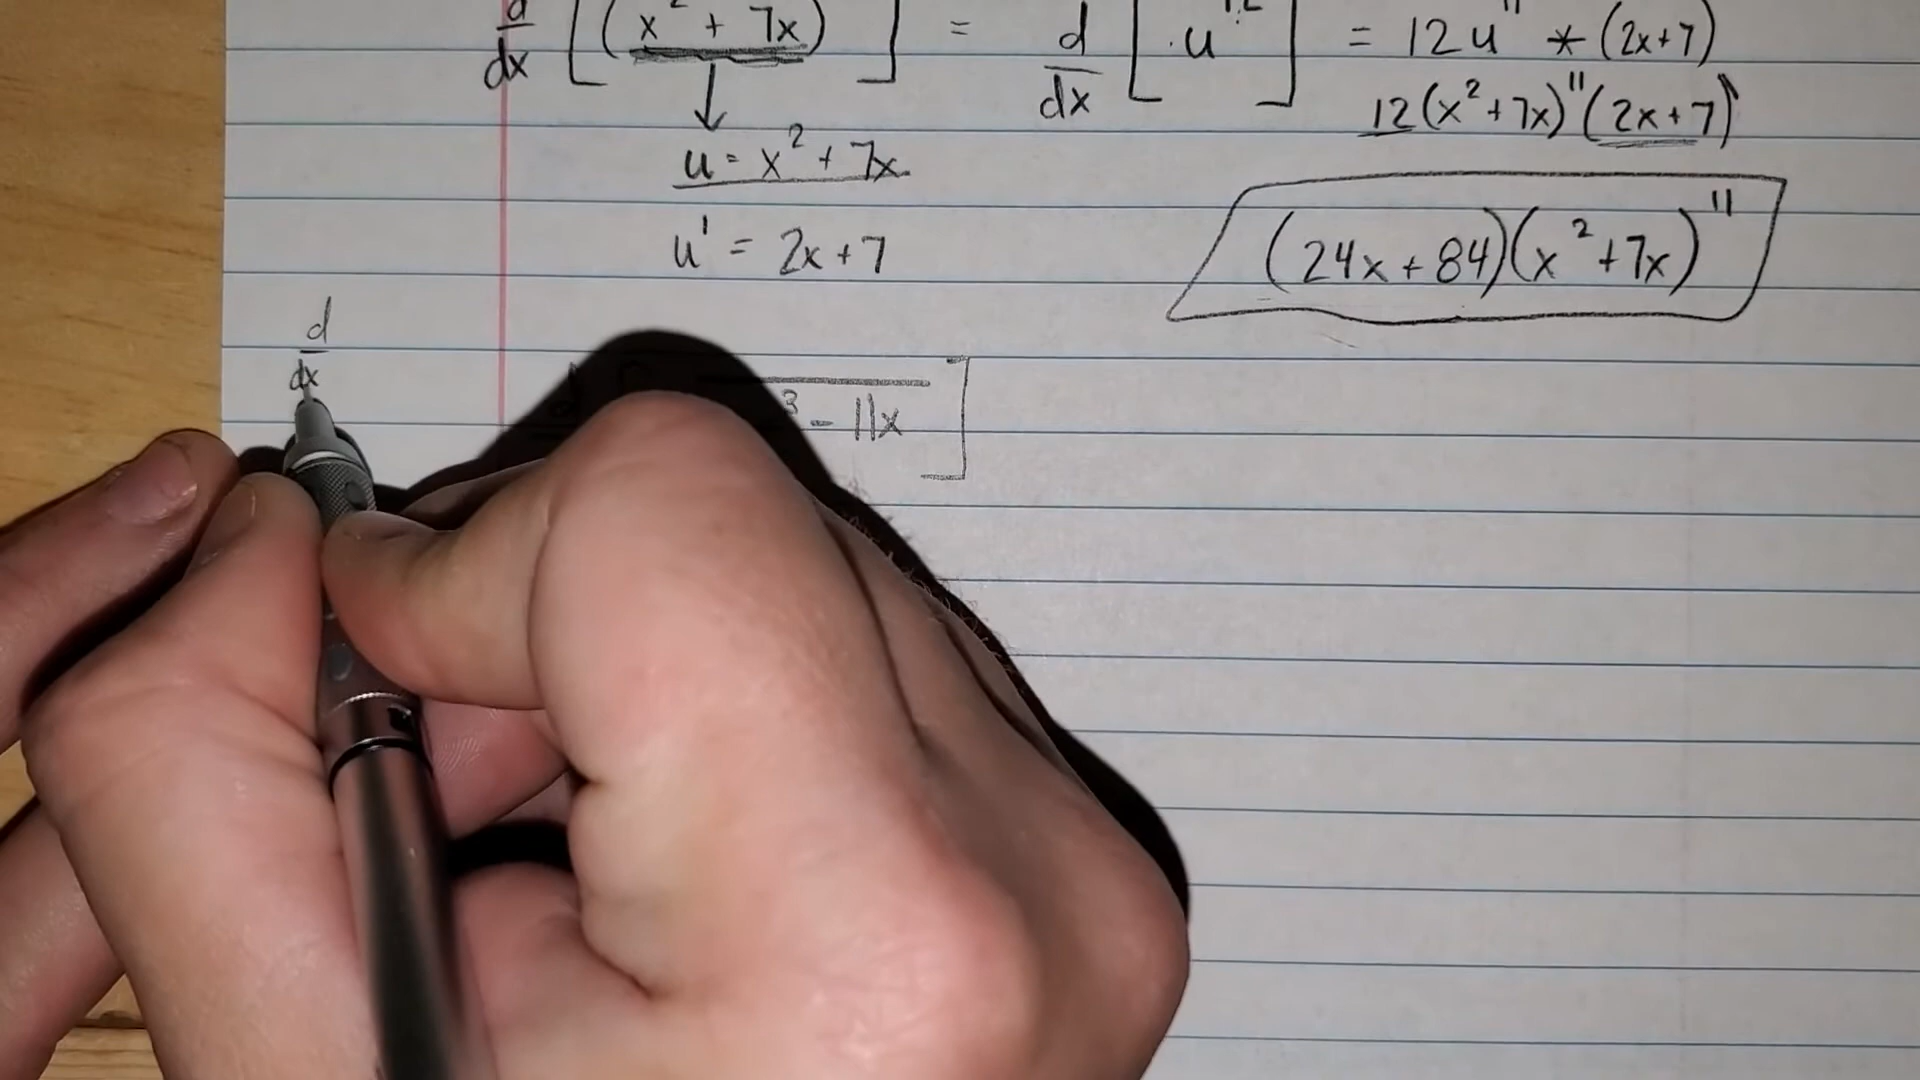 d/dx [(x² + 7x) ] = d/dx [u¹²] = 12u¹¹ * (2x+7)
12(x²+7x)¹¹(2x+7)
u = x² + 7x
u' = 2x+7
(24x+84)(x²+7x)¹¹
d/dx
³ - 11x]